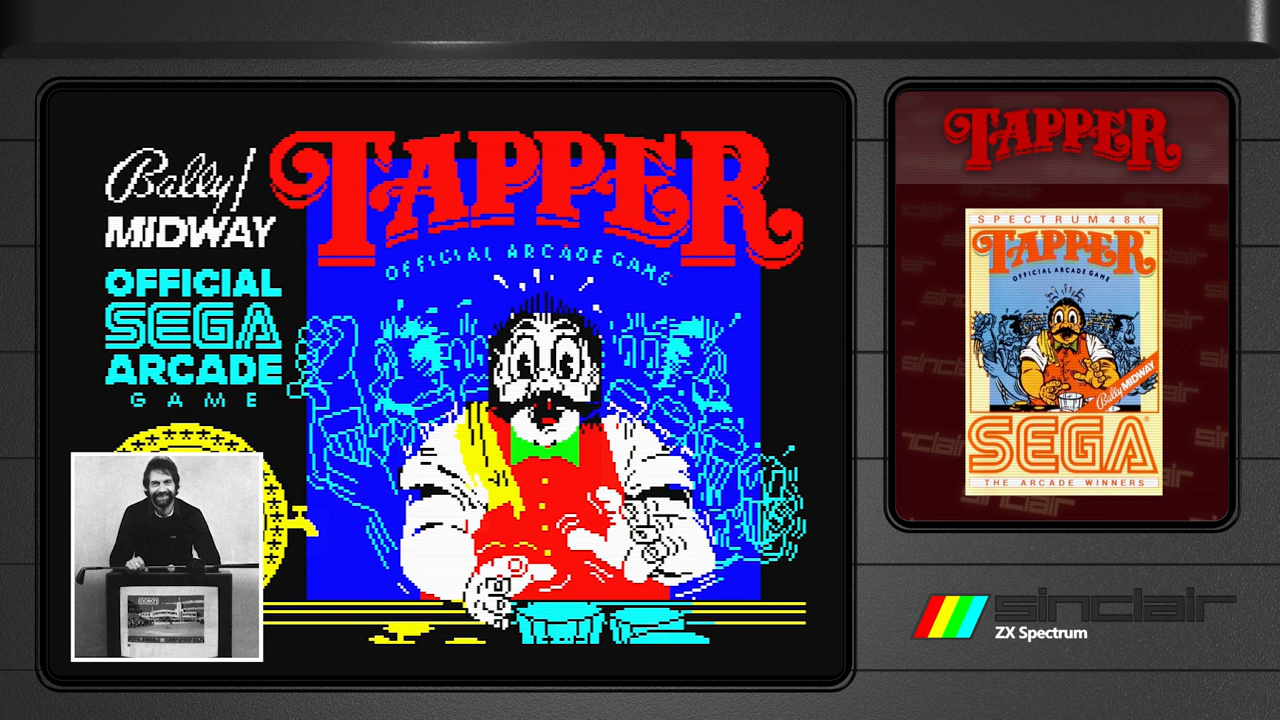 Bally/
MIDWAY
OFFICIAL
SEGA
ARCADE
GAME
TAPPER
OFFICIAL ARCADE GAME
TAPPER
SPECTRUM 48K
TAPPER™
OFFICIAL ARCADE GAME
Bally MIDWAY
SEGA®
THE ARCADE WINNERS
sinclair
ZX Spectrum